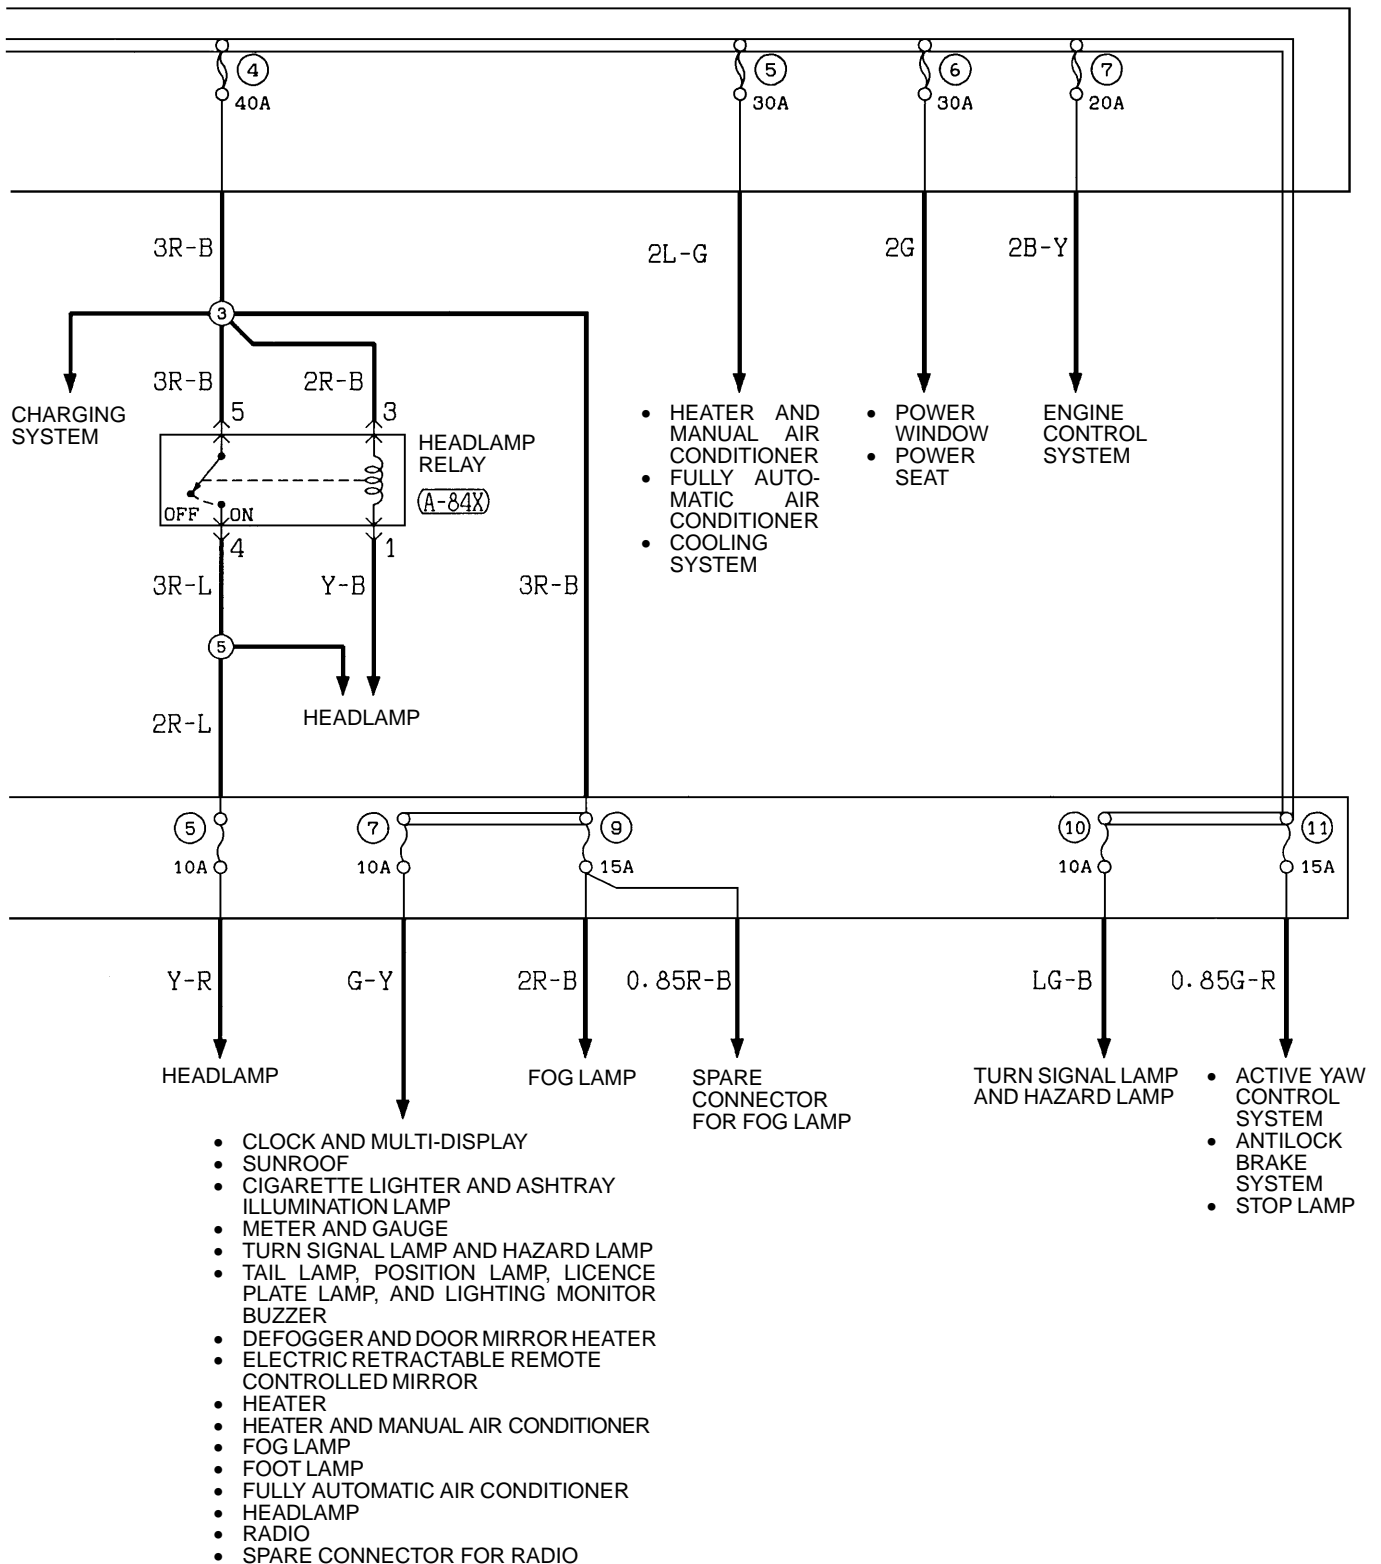 4
5
6
7
40A
30A
30A
20A
3R-B
2L-G
2G
2B-Y
3
3R-B
2R-B
5
3
CHARGING
SYSTEM
HEADLAMP
RELAY
A-84X
OFF
ON
4
1
• HEATER AND
MANUAL AIR
CONDITIONER
• FULLY AUTO-
MATIC AIR
CONDITIONER
• COOLING
SYSTEM
• POWER
WINDOW
• POWER
SEAT
ENGINE
CONTROL
SYSTEM
3R-L
Y-B
3R-B
5
HEADLAMP
2R-L
5
7
9
10
11
10A
10A
15A
10A
15A
Y-R
G-Y
2R-B
0.85R-B
LG-B
0.85G-R
HEADLAMP
FOG LAMP
SPARE
CONNECTOR
FOR FOG LAMP
TURN SIGNAL LAMP
AND HAZARD LAMP
• ACTIVE YAW
CONTROL
SYSTEM
• ANTILOCK
BRAKE
SYSTEM
• STOP LAMP
• CLOCK AND MULTI-DISPLAY
• SUNROOF
• CIGARETTE LIGHTER AND ASHTRAY
ILLUMINATION LAMP
• METER AND GAUGE
• TURN SIGNAL LAMP AND HAZARD LAMP
• TAIL LAMP, POSITION LAMP, LICENCE
PLATE LAMP, AND LIGHTING MONITOR
BUZZER
• DEFOGGER AND DOOR MIRROR HEATER
• ELECTRIC RETRACTABLE REMOTE
CONTROLLED MIRROR
• HEATER
• HEATER AND MANUAL AIR CONDITIONER
• FOG LAMP
• FOOT LAMP
• FULLY AUTOMATIC AIR CONDITIONER
• HEADLAMP
• RADIO
• SPARE CONNECTOR FOR RADIO